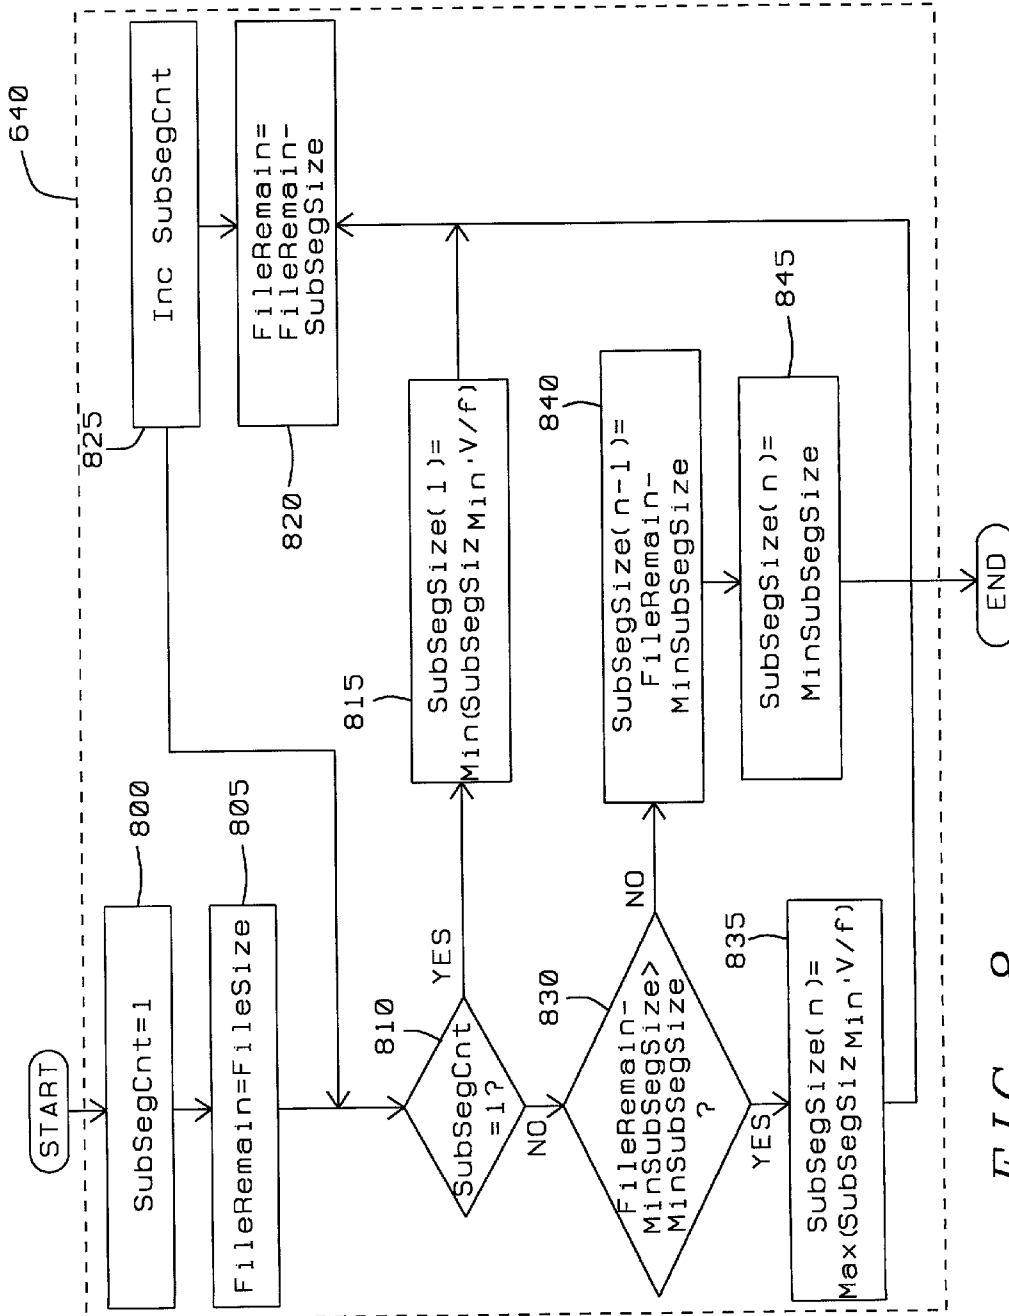 640
START
SubSegCnt=1
800
FileRemain=FileSize
805
Inc SubSegCnt
825
FileRemain=
FileRemain-
SubSegSize
820
SubSegCnt
=1?
810
YES
NO
SubSegSize(1)=
Min(SubSegSizMin'V/f)
815
FileRemain-
MinSubSegSize>
MinSubSegSize
?
830
NO
YES
SubSegSize(n-1)=
FileRemain-
MinSubSegSize
840
SubSegSize(n)=
MinSubSegSize
845
SubSegSize(n)=
Max(SubSegSizMin'V/f)
835
END